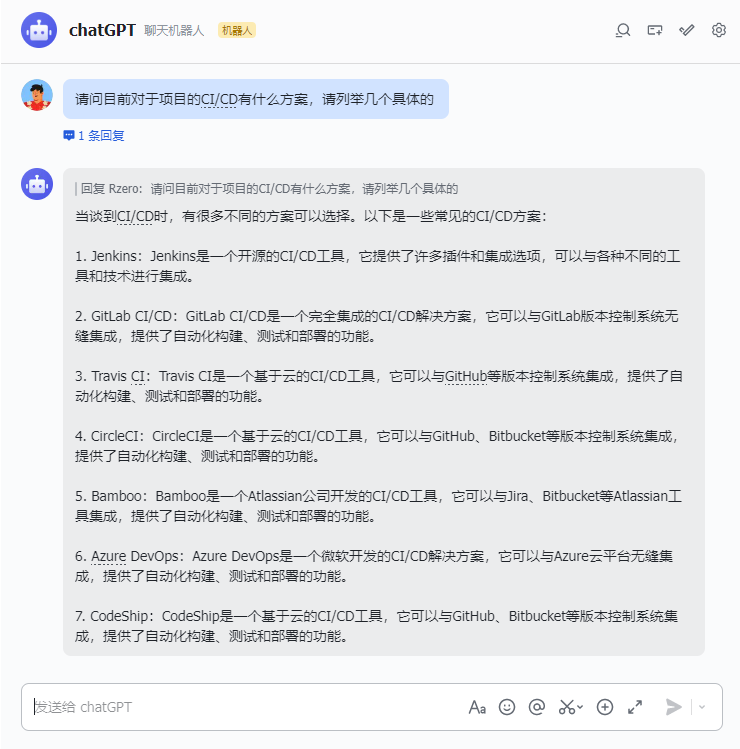 chatGPT 聊天机器人 机器人
请问目前对于项目的CI/CD有什么方案，请列举几个具体的
1 条回复
回复 Rzero：请问目前对于项目的CI/CD有什么方案，请列举几个具体的
当谈到CI/CD时，有很多不同的方案可以选择。以下是一些常见的CI/CD方案：
1. Jenkins：Jenkins是一个开源的CI/CD工具，它提供了许多插件和集成选项，可以与各种不同的工
具和技术进行集成。
2. GitLab CI/CD：GitLab CI/CD是一个完全集成的CI/CD解决方案，它可以与GitLab版本控制系统无
缝集成，提供了自动化构建、测试和部署的功能。
3. Travis CI：Travis CI是一个基于云的CI/CD工具，它可以与GitHub等版本控制系统集成，提供了自
动化构建、测试和部署的功能。
4. CircleCI：CircleCI是一个基于云的CI/CD工具，它可以与GitHub、Bitbucket等版本控制系统集成，
提供了自动化构建、测试和部署的功能。
5. Bamboo：Bamboo是一个Atlassian公司开发的CI/CD工具，它可以与Jira、Bitbucket等Atlassian工
具集成，提供了自动化构建、测试和部署的功能。
6. Azure DevOps：Azure DevOps是一个微软开发的CI/CD解决方案，它可以与Azure云平台无缝集
成，提供了自动化构建、测试和部署的功能。
7. CodeShip：CodeShip是一个基于云的CI/CD工具，它可以与GitHub、Bitbucket等版本控制系统集
成，提供了自动化构建、测试和部署的功能。
发送给 chatGPT
Aa